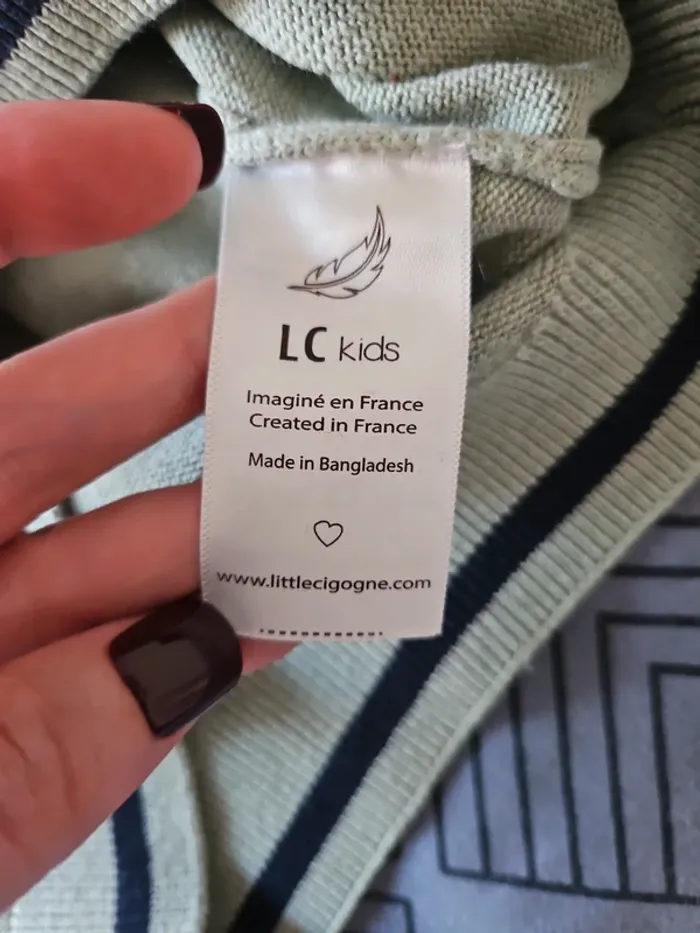 LC kids
Imaginé en France
Created in France
Made in Bangladesh
www.littlecigogne.com